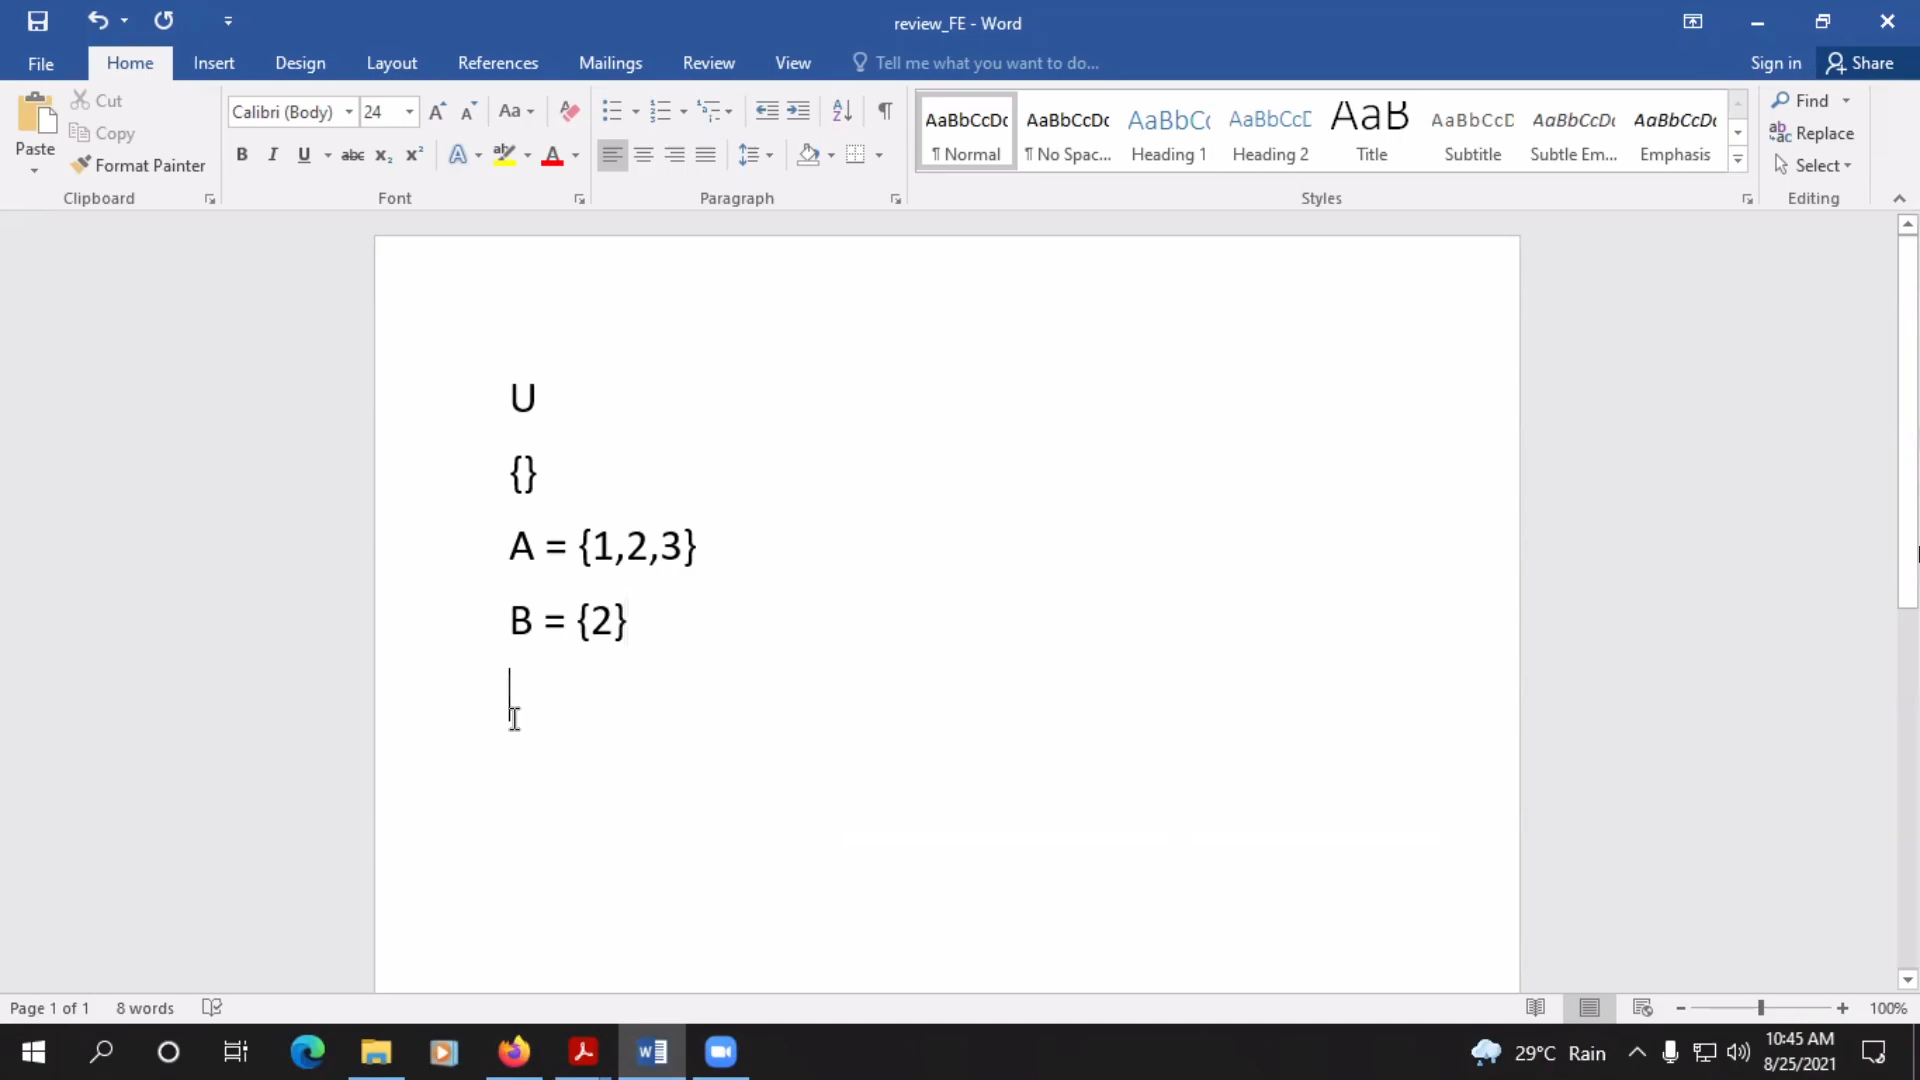 review_FE - Word
File Home Insert Design Layout References Mailings Review View Tell me what you want to do... Sign in Share
Paste
Cut
Copy
Format Painter
Clipboard
Calibri (Body) 24
Font
Paragraph
AaBbCcDc AaBbCcDc AaBbCc AaBbCcC AaB AaBbCcD AaBbCcDc AaBbCcDc
¶ Normal ¶ No Spac... Heading 1 Heading 2 Title Subtitle Subtle Em... Emphasis
Styles
Find
Replace
Select
Editing
U
{}
A = {1,2,3}
B = {2}
Page 1 of 1 8 words 100%
29°C Rain
10:45 AM
8/25/2021